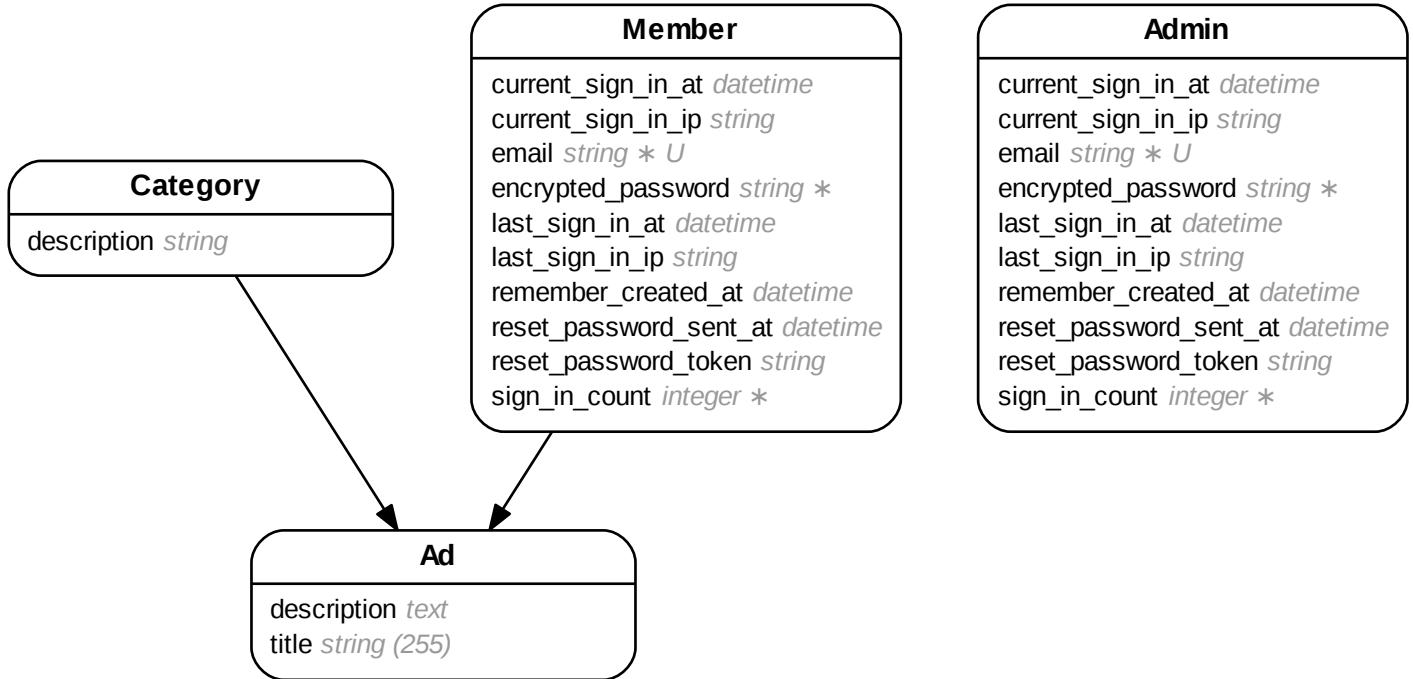 Member
current_sign_in_at datetime
current_sign_in_ip string
email string ∗ U
encrypted_password string ∗
last_sign_in_at datetime
last_sign_in_ip string
remember_created_at datetime
reset_password_sent_at datetime
reset_password_token string
sign_in_count integer ∗
Admin
current_sign_in_at datetime
current_sign_in_ip string
email string ∗ U
encrypted_password string ∗
last_sign_in_at datetime
last_sign_in_ip string
remember_created_at datetime
reset_password_sent_at datetime
reset_password_token string
sign_in_count integer ∗
Category
description string
Ad
description text
title string (255)